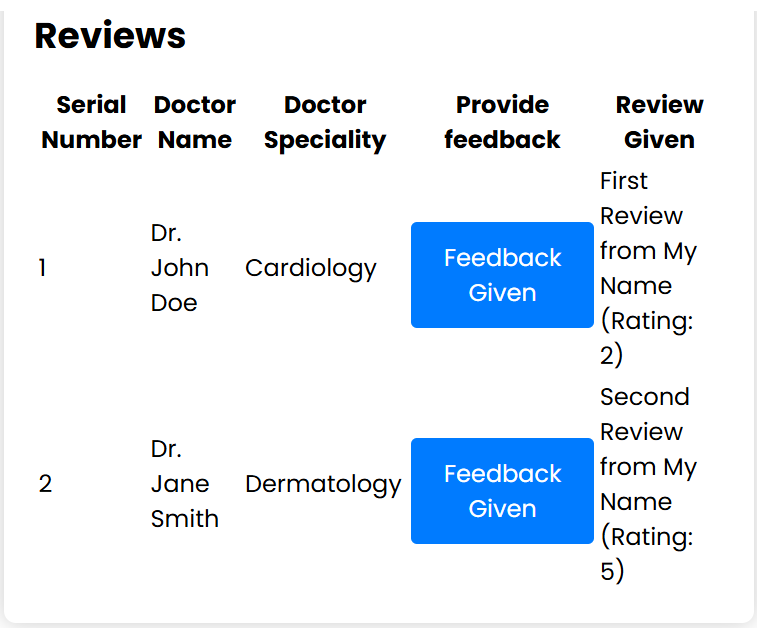 Reviews
Serial Number Doctor Name Doctor Speciality Provide feedback Review Given
1 Dr. John Doe Cardiology Feedback Given First Review from My Name (Rating: 2)
2 Dr. Jane Smith Dermatology Feedback Given Second Review from My Name (Rating: 5)